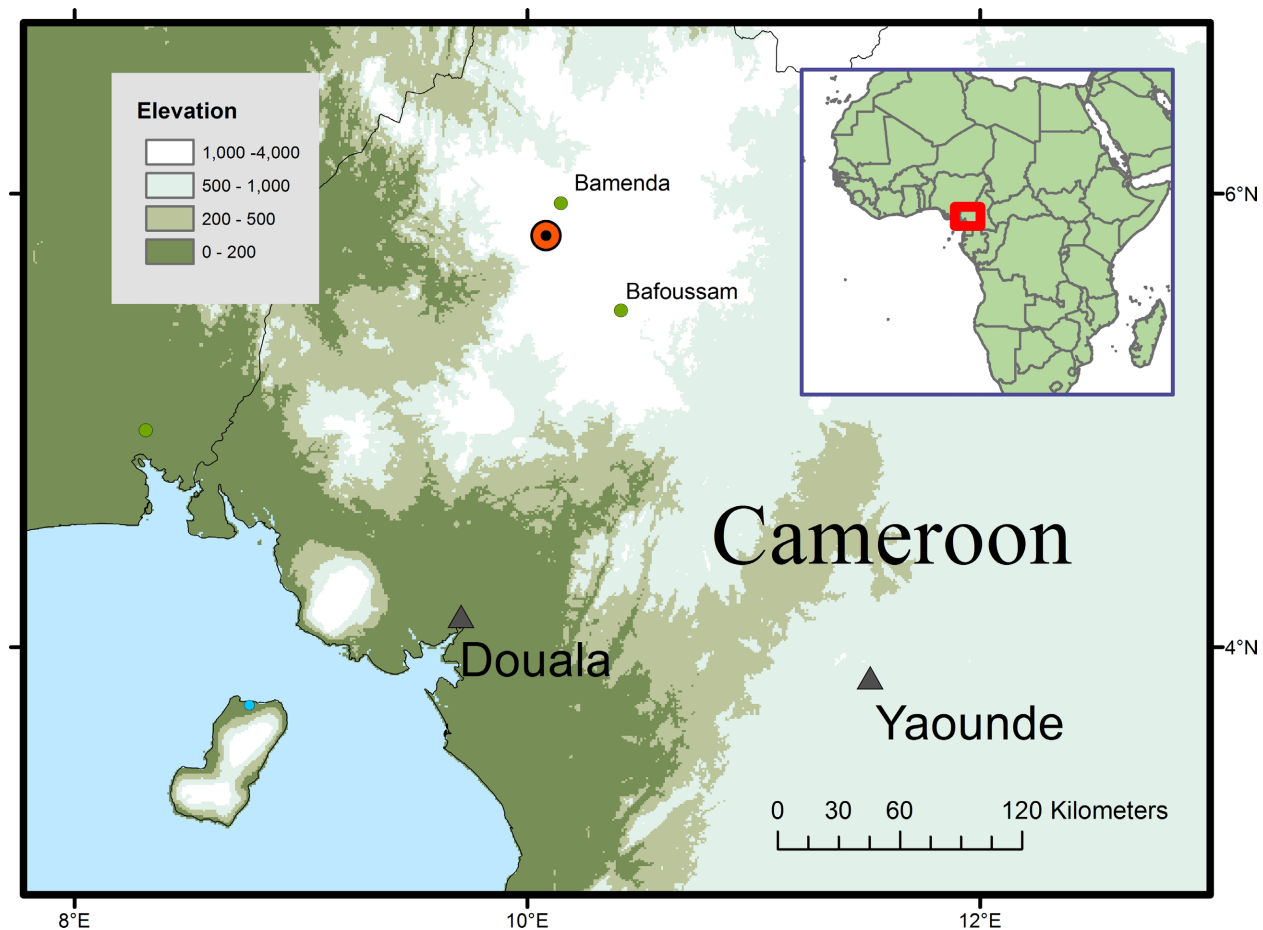 Elevation
1,000 -4,000
500 - 1,000
200 - 500
0 - 200
Bamenda
6°N
Bafoussam
Cameroon
Douala
4°N
Yaounde
0 30 60 120 Kilometers
8°E 10°E 12°E